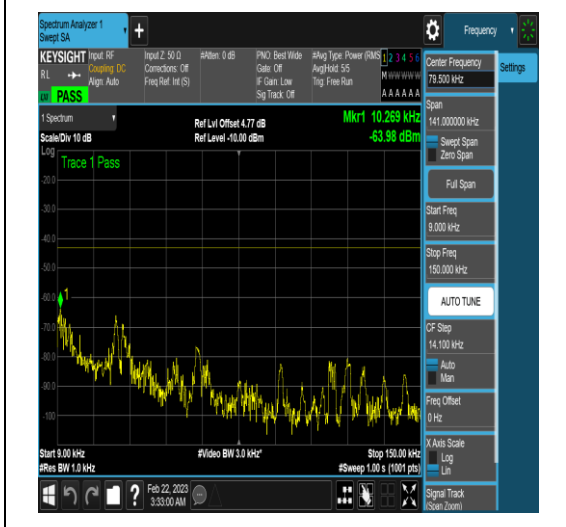 Spectrum Analyzer 1
Swept SA
+
Frequency
KEYSIGHT
RL
PASS
Input: RF
Coupling: DC
Align: Auto
Input Z: 50 Ω
Corrections: Off
Freq Ref: Int (S)
#Atten: 0 dB
PNO: Best Wide
Gate: Off
IF Gain: Low
Sig Track: Off
#Avg Type: Power (RMS
Avg|Hold: 5/5
Trig: Free Run
1 2 3 4 5 6
M W W W W W
A A A A A A
1 Spectrum
Scale/Div 10 dB
Ref Lvl Offset 4.77 dB
Ref Level -10.00 dBm
Mkr1 10.269 kHz
-63.98 dBm
Log
Trace 1 Pass
-20.0
-30.0
-40.0
-50.0
-60.0
-70.0
-80.0
-90.0
-100
1
Start 9.00 kHz
#Res BW 1.0 kHz
#Video BW 3.0 kHz*
Stop 150.00 kHz
#Sweep 1.00 s (1001 pts)
?
Feb 22, 2023
3:33:00 AM
Center Frequency
79.500 kHz
Span
141.000000 kHz
Swept Span
Zero Span
Full Span
Start Freq
9.000 kHz
Stop Freq
150.000 kHz
AUTO TUNE
CF Step
14.100 kHz
Auto
Man
Freq Offset
0 Hz
X Axis Scale
Log
Lin
Signal Track
(Span Zoom)
Settings